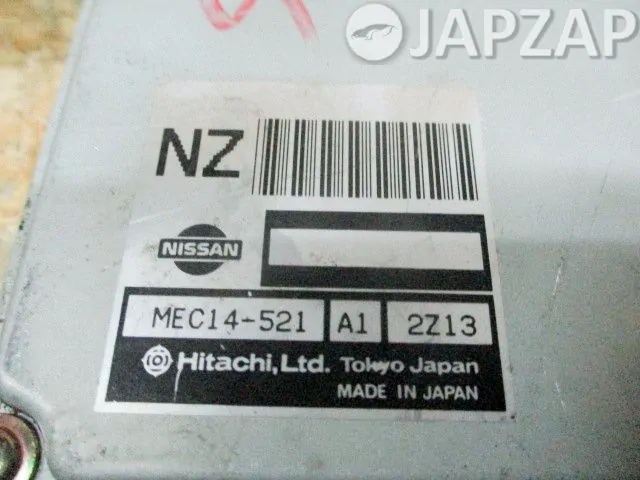 JAPZAP
NZ
NISSAN
MEC14-521 A1 2Z13
Hitachi, Ltd. Tokyo Japan
MADE IN JAPAN